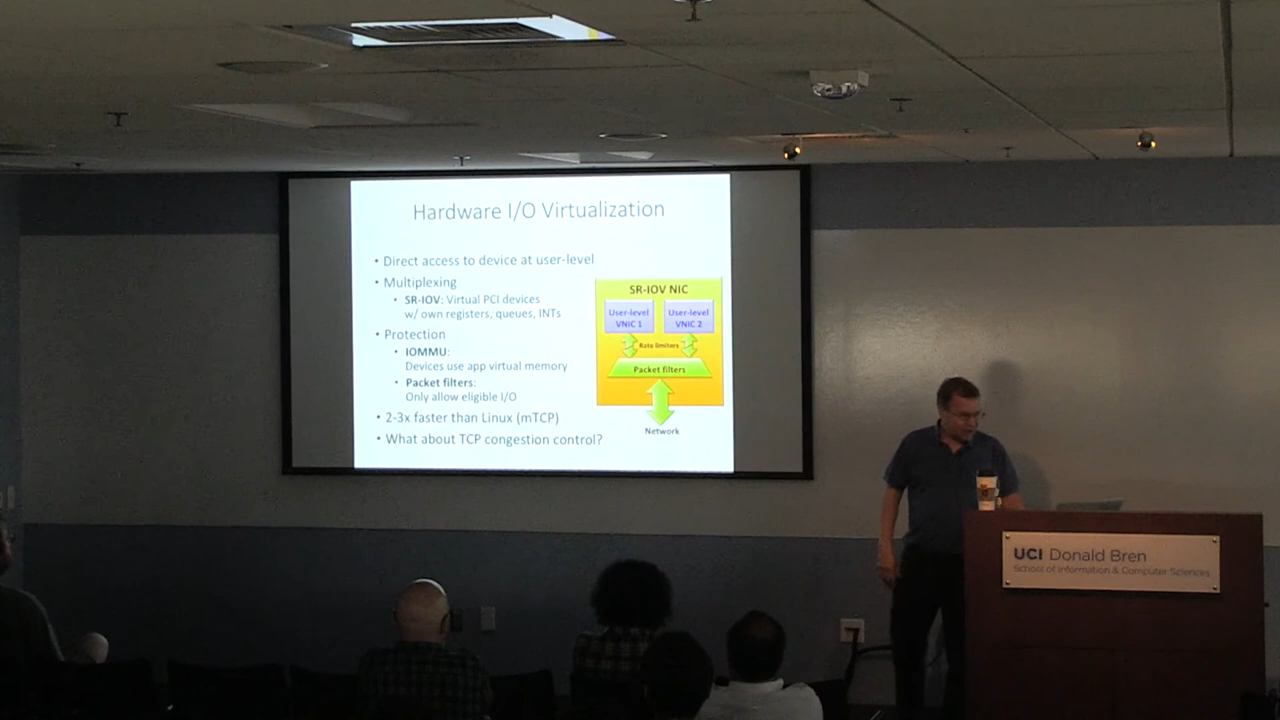 Hardware I/O Virtualization
• Direct access to device at user-level
• Multiplexing
• SR-IOV: Virtual PCI devices
w/ own registers, queues, INTs
• Protection
• IOMMU:
Devices use app virtual memory
• Packet filters:
Only allow eligible I/O
• 2-3x faster than Linux (mTCP)
• What about TCP congestion control?
SR-IOV NIC
User-level
VNIC 1
User-level
VNIC 2
Rate limiters
Packet filters
Network
UCI Donald Bren
School of Information & Computer Sciences